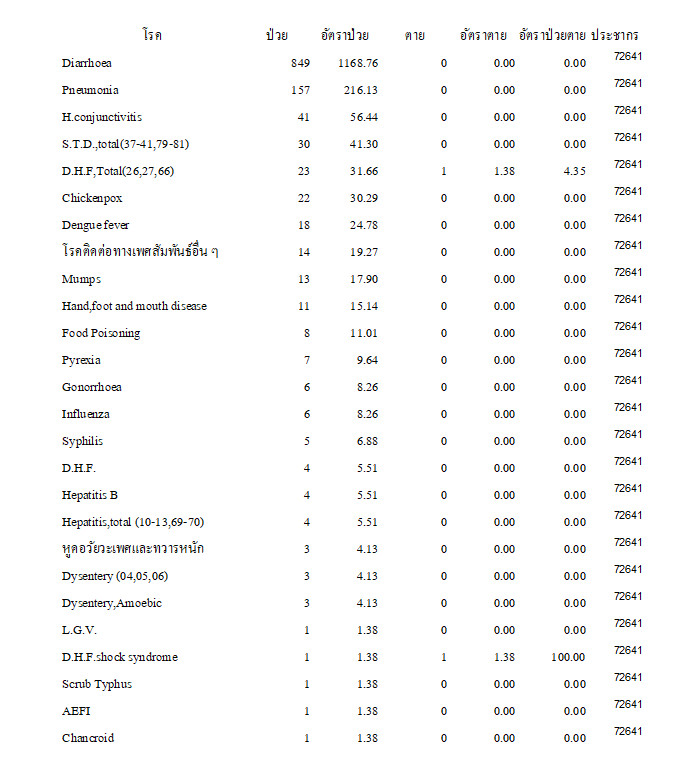 โรค ป่วย อัตราป่วย ตาย อัตราตาย อัตราป่วยตาย ประชากร
Diarrhoea 849 1168.76 0 0.00 0.00 72641
Pneumonia 157 216.13 0 0.00 0.00 72641
H.conjunctivitis 41 56.44 0 0.00 0.00 72641
S.T.D.,total(37-41,79-81) 30 41.30 0 0.00 0.00 72641
D.H.F,Total(26,27,66) 23 31.66 1 1.38 4.35 72641
Chickenpox 22 30.29 0 0.00 0.00 72641
Dengue fever 18 24.78 0 0.00 0.00 72641
โรคติดต่อทางเพศสัมพันธ์อื่น ๆ 14 19.27 0 0.00 0.00 72641
Mumps 13 17.90 0 0.00 0.00 72641
Hand,foot and mouth disease 11 15.14 0 0.00 0.00 72641
Food Poisoning 8 11.01 0 0.00 0.00 72641
Pyrexia 7 9.64 0 0.00 0.00 72641
Gonorrhoea 6 8.26 0 0.00 0.00 72641
Influenza 6 8.26 0 0.00 0.00 72641
Syphilis 5 6.88 0 0.00 0.00 72641
D.H.F. 4 5.51 0 0.00 0.00 72641
Hepatitis B 4 5.51 0 0.00 0.00 72641
Hepatitis,total (10-13,69-70) 4 5.51 0 0.00 0.00 72641
หูดอวัยวะเพศและทวารหนัก 3 4.13 0 0.00 0.00 72641
Dysentery (04,05,06) 3 4.13 0 0.00 0.00 72641
Dysentery,Amoebic 3 4.13 0 0.00 0.00 72641
L.G.V. 1 1.38 0 0.00 0.00 72641
D.H.F.shock syndrome 1 1.38 1 1.38 100.00 72641
Scrub Typhus 1 1.38 0 0.00 0.00 72641
AEFI 1 1.38 0 0.00 0.00 72641
Chancroid 1 1.38 0 0.00 0.00 72641